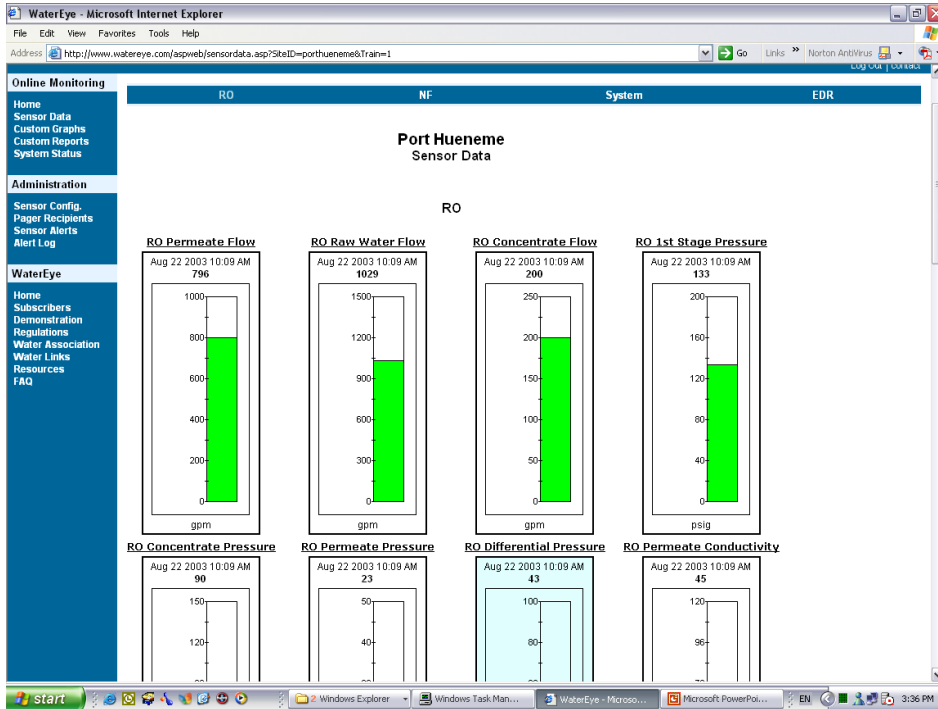 WaterEye - Microsoft Internet Explorer
File Edit View Favorites Tools Help
Address http://www.watereye.com/aspweb/sensordata.asp?SiteID=porthueneme&Train=1 Go Links » Norton AntiVirus
Log Out | Contact
Online Monitoring
Home
Sensor Data
Custom Graphs
Custom Reports
System Status
Administration
Sensor Config.
Pager Recipients
Sensor Alerts
Alert Log
WaterEye
Home
Subscribers
Demonstration
Regulations
Water Association
Water Links
Resources
FAQ
RO NF System EDR
Port Hueneme
Sensor Data
RO
RO Permeate Flow
Aug 22 2003 10:09 AM
796
1000
800
600
400
200
0
gpm
RO Raw Water Flow
Aug 22 2003 10:09 AM
1029
1500
1200
900
600
300
0
gpm
RO Concentrate Flow
Aug 22 2003 10:09 AM
200
250
200
150
100
50
0
gpm
RO 1st Stage Pressure
Aug 22 2003 10:09 AM
133
200
160
120
80
40
0
psig
RO Concentrate Pressure
Aug 22 2003 10:09 AM
90
150
120
RO Permeate Pressure
Aug 22 2003 10:09 AM
23
50
40
RO Differential Pressure
Aug 22 2003 10:09 AM
43
100
80
RO Permeate Conductivity
Aug 22 2003 10:09 AM
45
120
96
start 2 Windows Explorer Windows Task Man... WaterEye - Microso... Microsoft PowerPoi... EN 3:36 PM